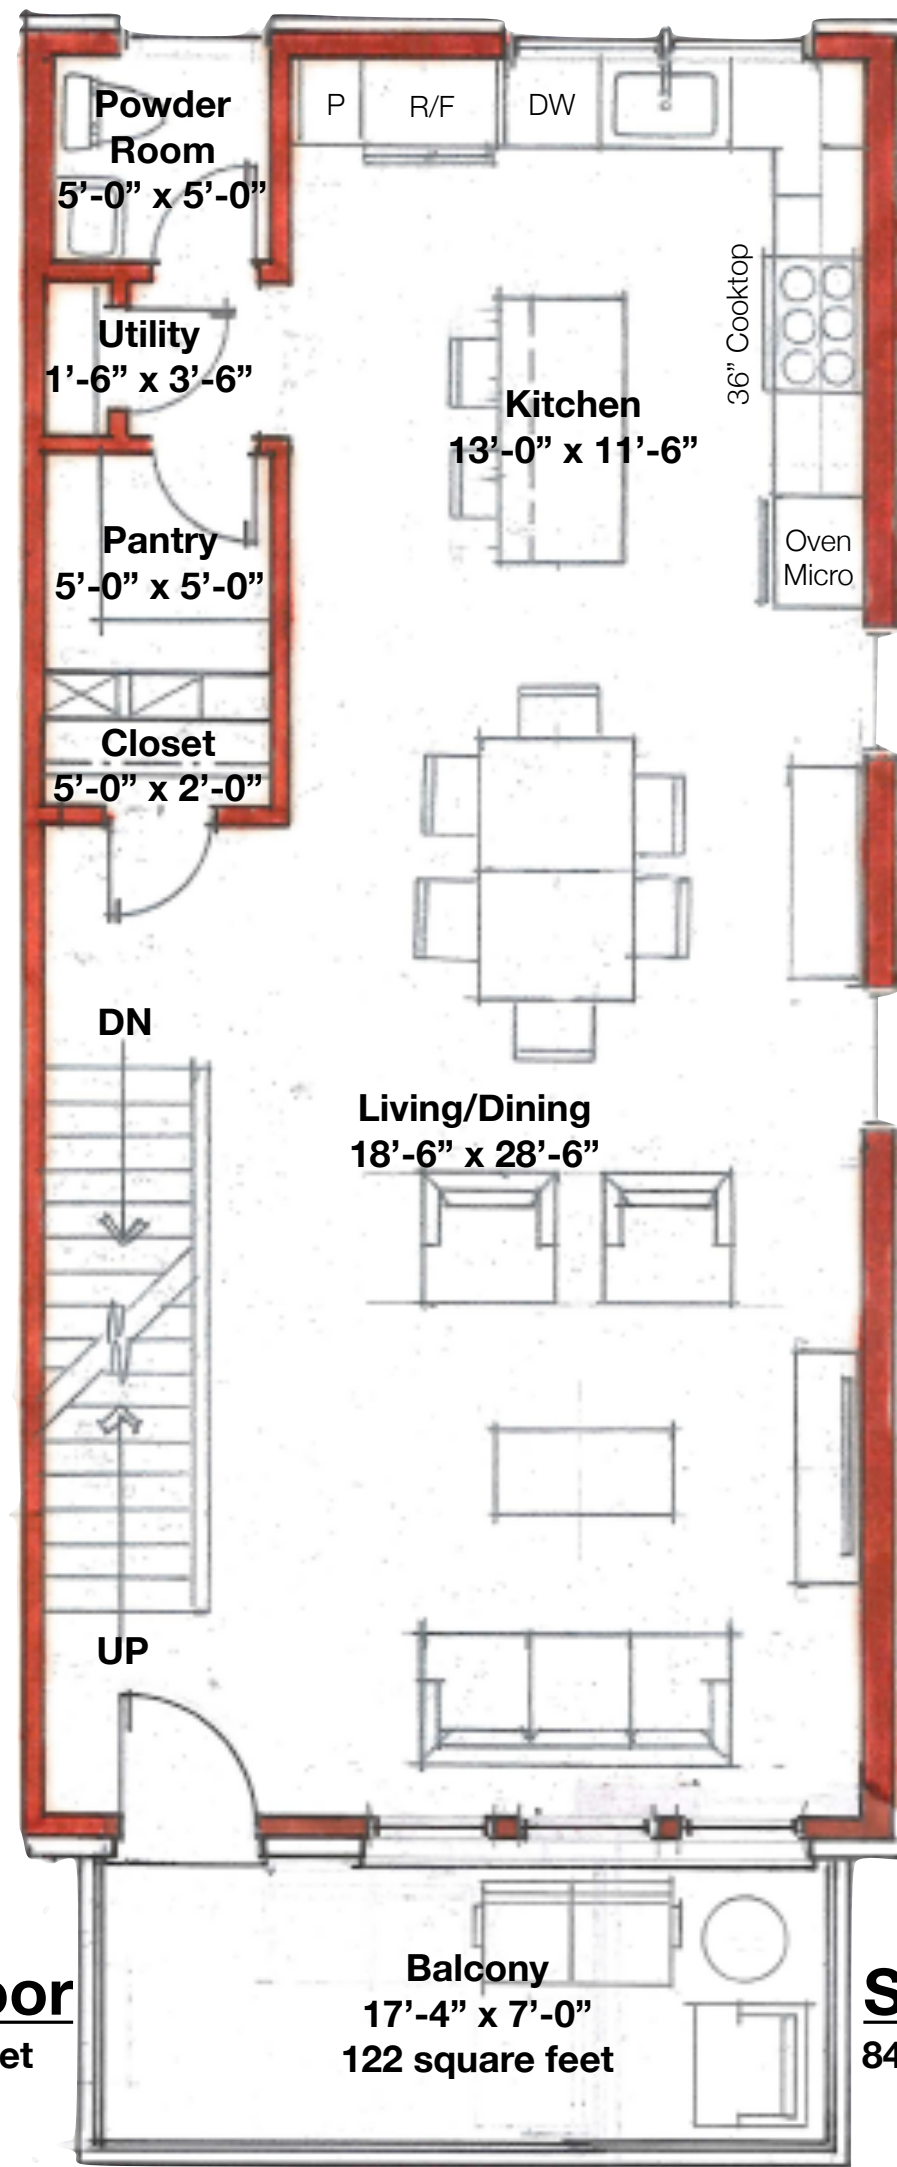 Powder
Room
5’-0” x 5’-0”
P
R/F
DW
Utility
1’-6” x 3’-6”
36” Cooktop
Kitchen
13’-0” x 11’-6”
Pantry
5’-0” x 5’-0”
Oven
Micro
Closet
5’-0” x 2’-0”
DN
Living/Dining
18’-6” x 28’-6”
UP
Balcony
17’-4” x 7’-0”
122 square feet
84